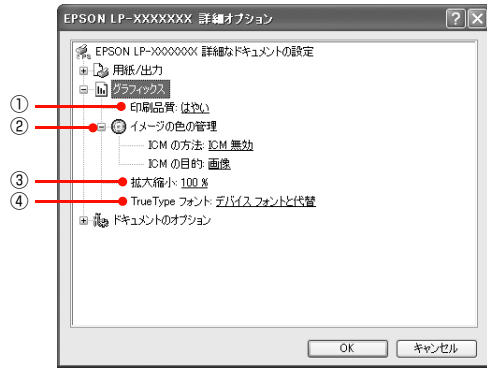 EPSON LP-XXXXXXX 詳細オプション
EPSON LP-XXXXXXX 詳細なドキュメントの設定
用紙/出力
グラフィックス
① 印刷品質: はやい
② イメージの色の管理
ICM の方法: ICM 無効
ICM の目的: 画像
③ 拡大縮小: 100 %
④ TrueType フォント: デバイス フォントと代替
ドキュメントのオプション
OK キャンセル